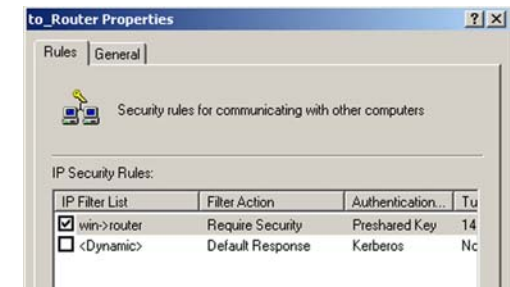 to_Router Properties
Rules General
Security rules for communicating with other computers
IP Security Rules:
IP Filter List Filter Action Authentication... Tu
win->router Require Security Preshared Key 14
<Dynamic> Default Response Kerberos Nc